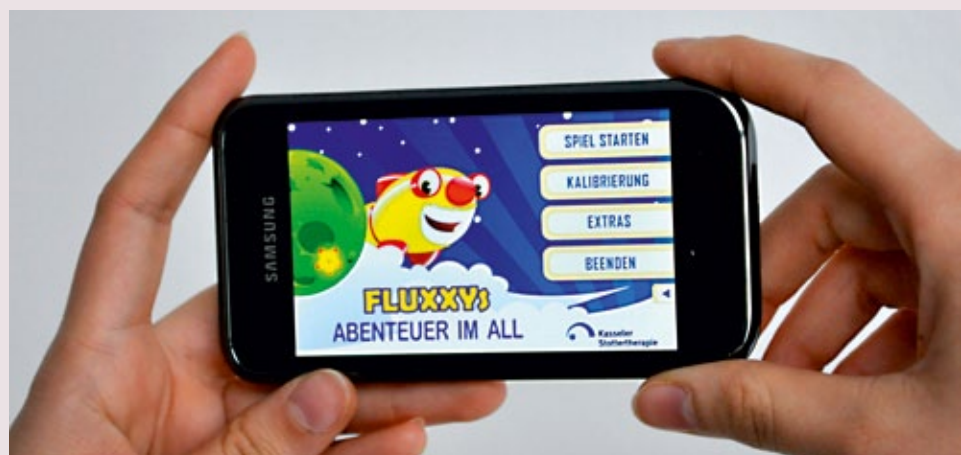 SAMSUNG
SPIEL STARTEN
KALIBRIERUNG
EXTRAS
BEENDEN
FLUXXYs
ABENTEUER IM ALL
Kasseler
Stottertherapie